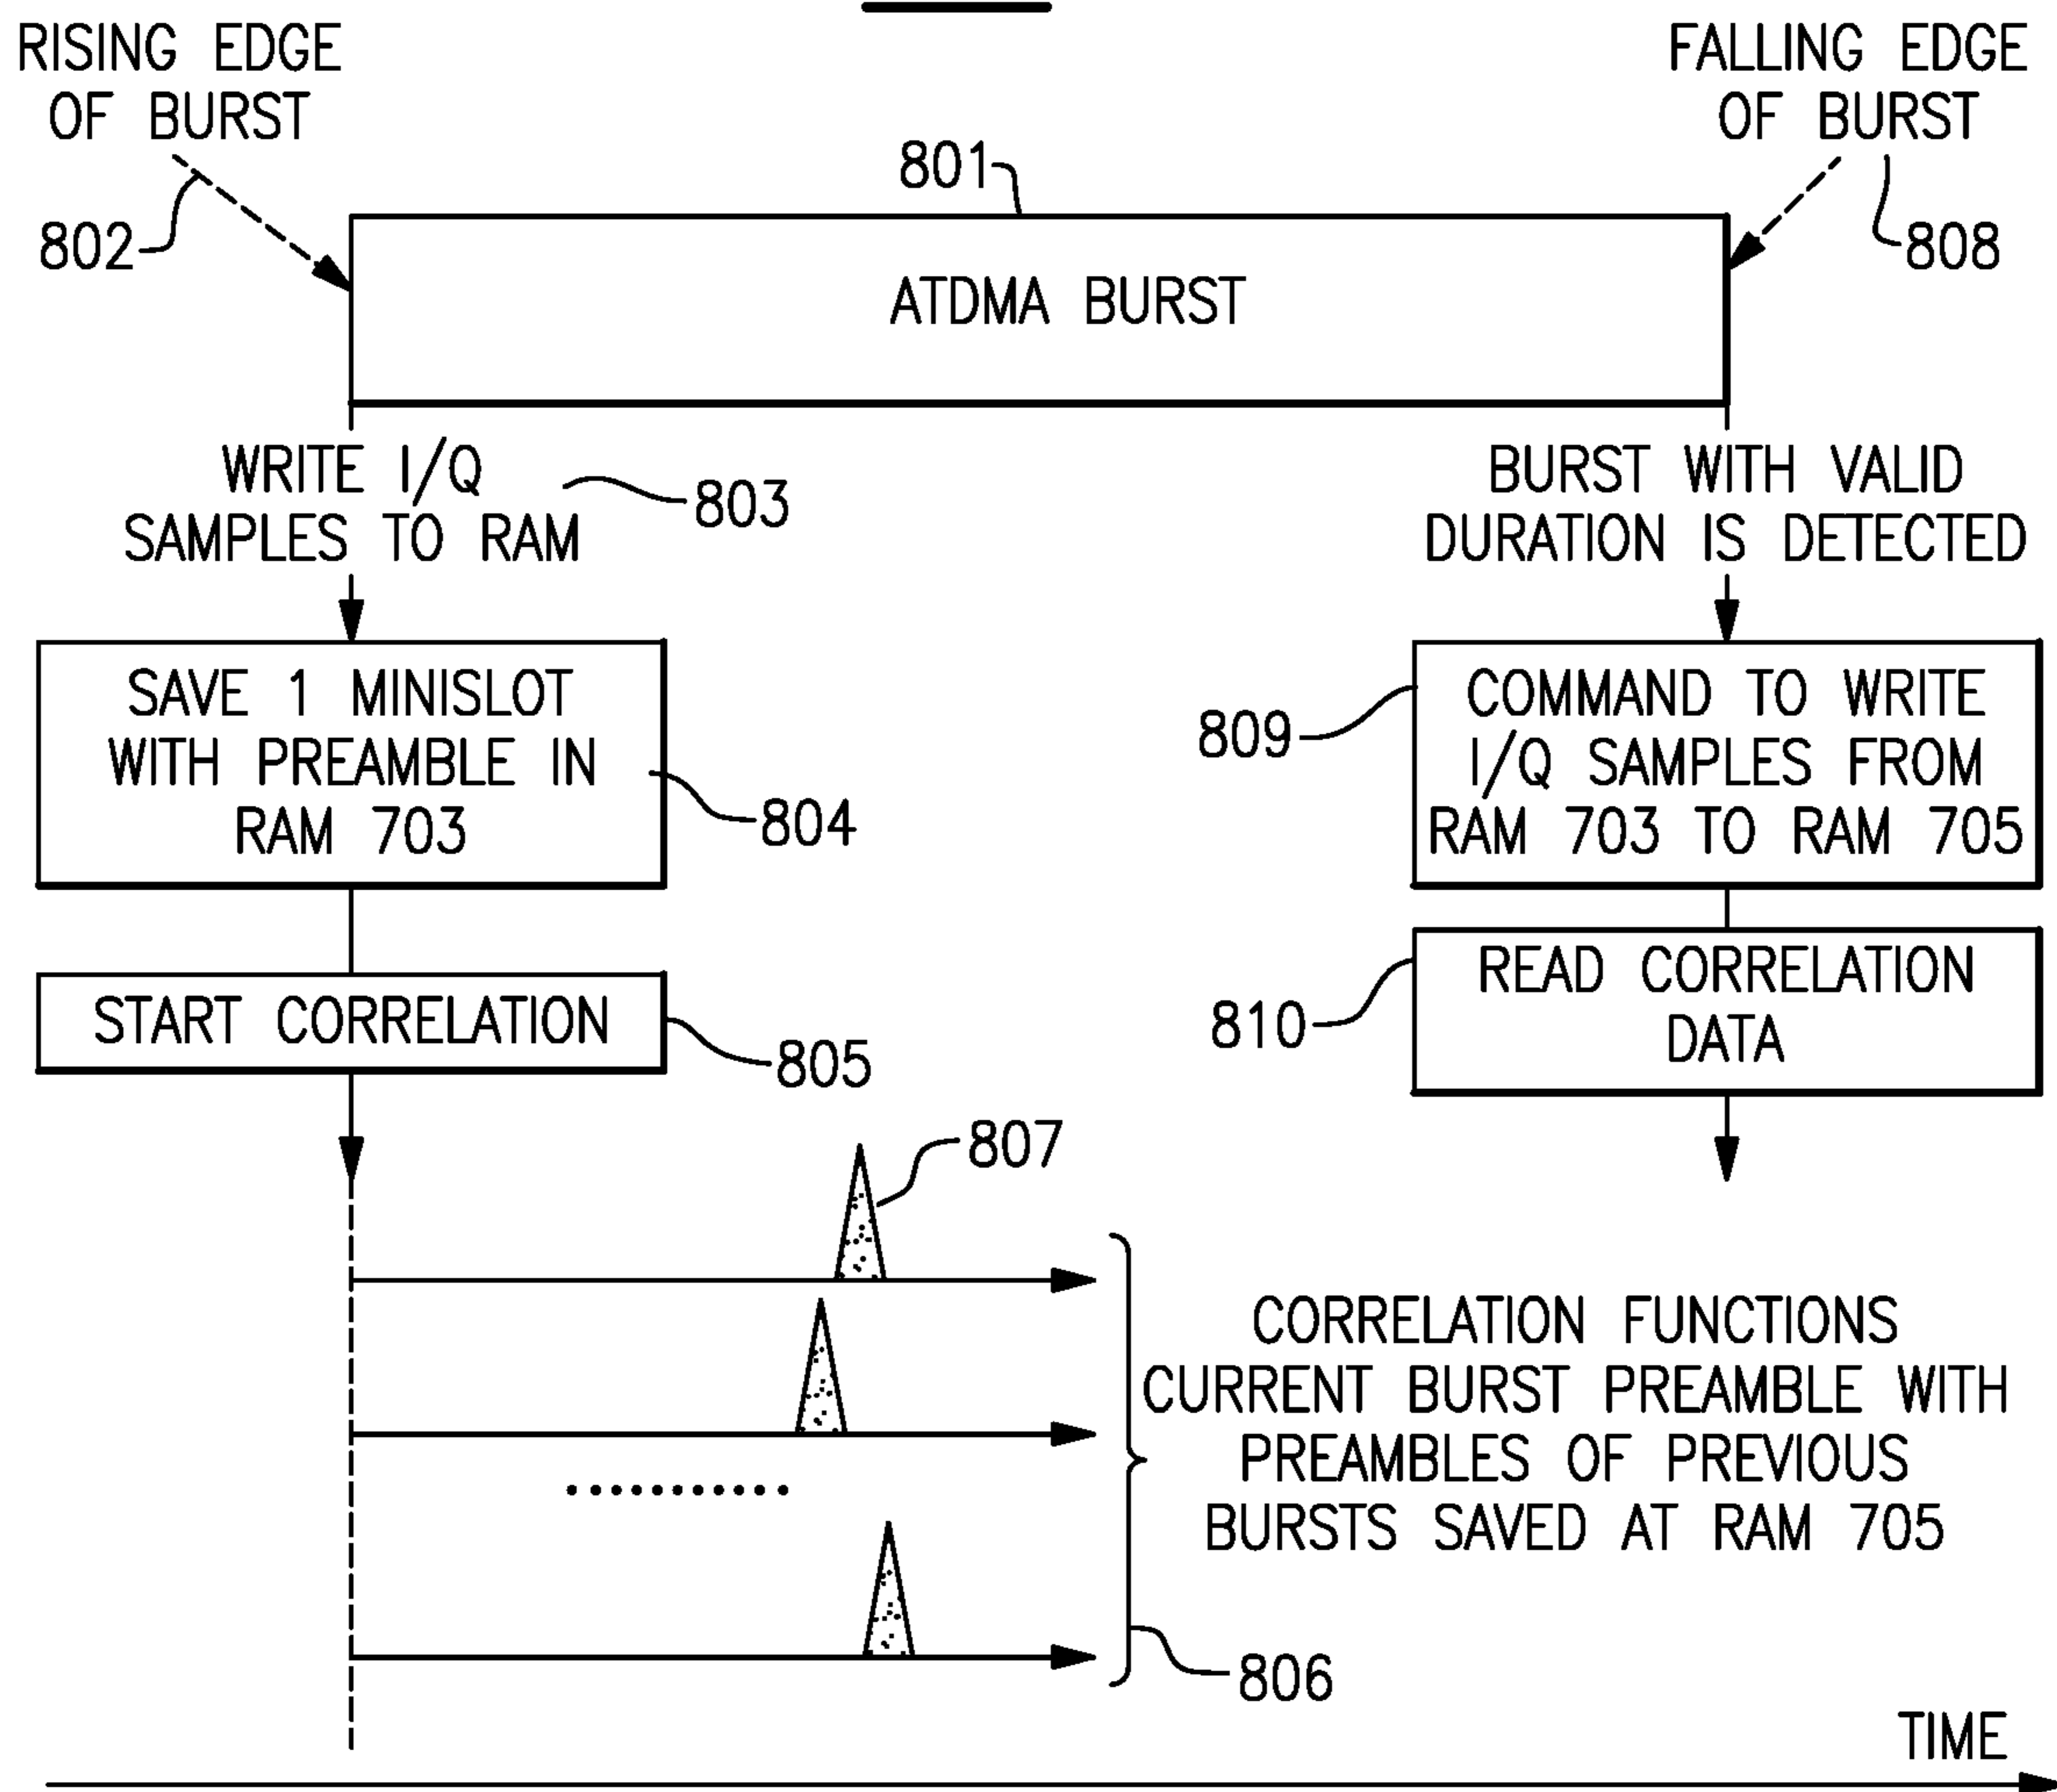 RISING EDGE
OF BURST
802
801
FALLING EDGE
OF BURST
808
ATDMA BURST
WRITE I/Q
SAMPLES TO RAM
803
BURST WITH VALID
DURATION IS DETECTED
SAVE 1 MINISLOT
WITH PREAMBLE IN
RAM 703
804
809
COMMAND TO WRITE
I/Q SAMPLES FROM
RAM 703 TO RAM 705
START CORRELATION
805
810
READ CORRELATION
DATA
807
CORRELATION FUNCTIONS
CURRENT BURST PREAMBLE WITH
PREAMBLES OF PREVIOUS
BURSTS SAVED AT RAM 705
806
TIME